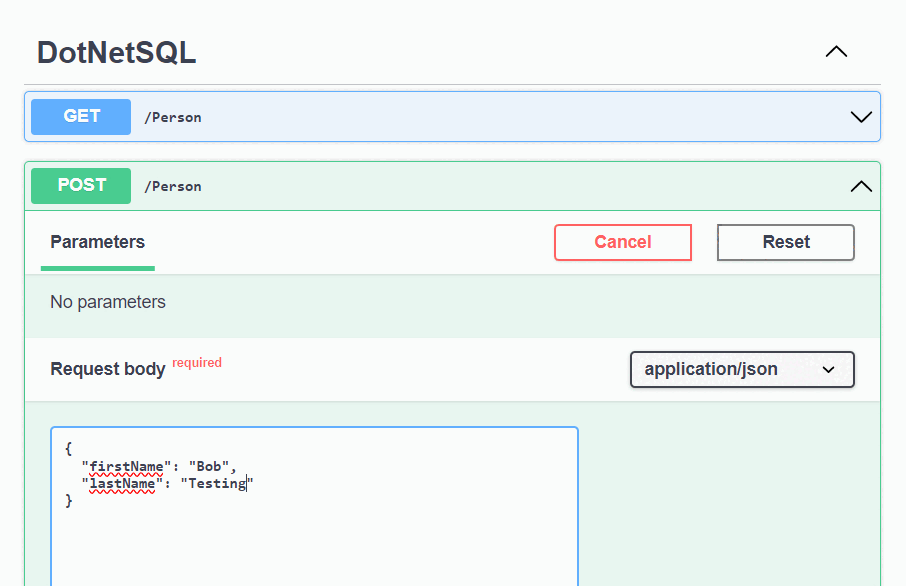 DotNetSQL
GET /Person
POST /Person
Parameters Cancel Reset
No parameters
Request body required application/json
{
"firstName": "Bob",
"lastName": "Testing"
}